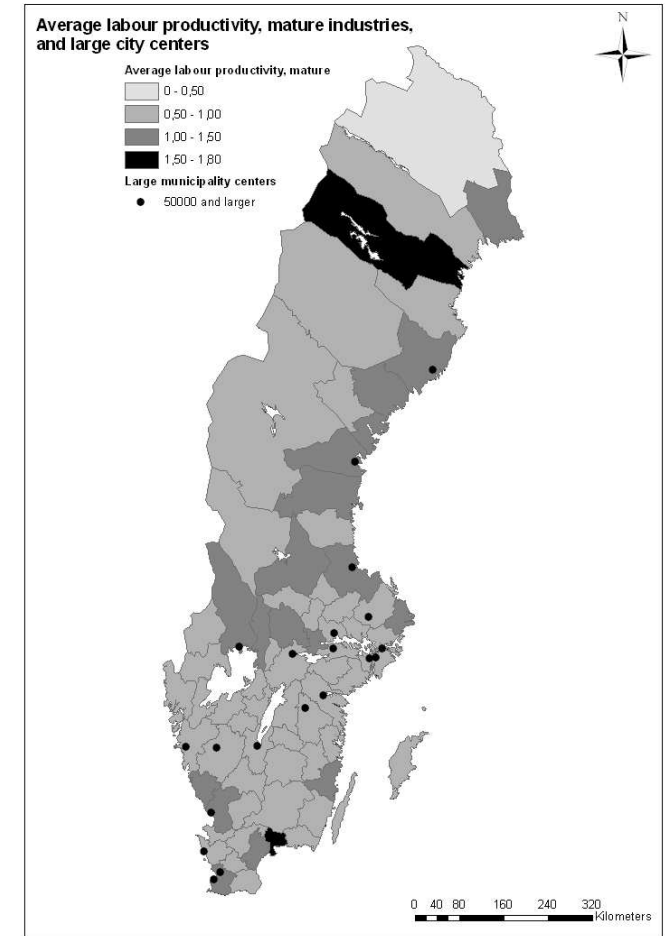 Average labour productivity, mature industries,
and large city centers
N
Average labour productivity, mature
0 - 0,50
0,50 - 1,00
1,00 - 1,50
1,50 - 1,80
Large municipality centers
50000 and larger
0 40 80 160 240 320
Kilometers